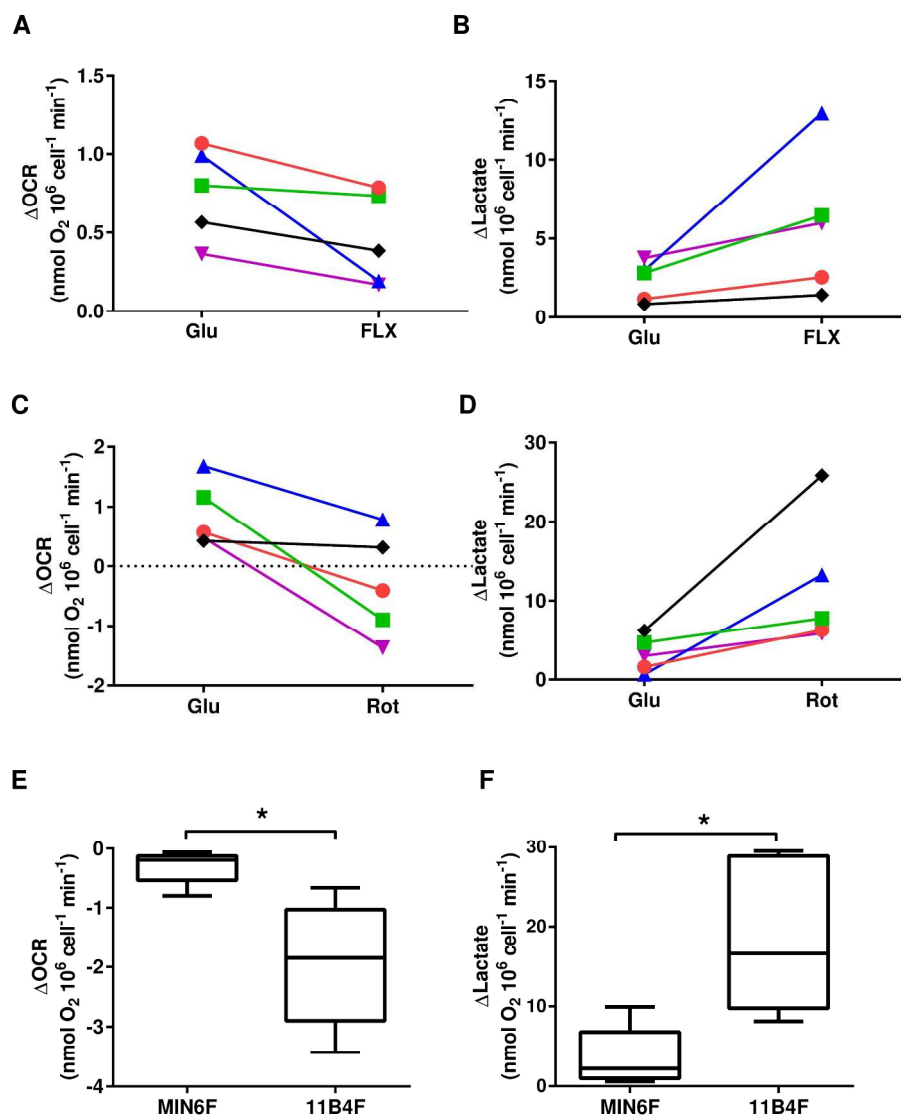 A
B
ΔOCR
(nmol O2 10^6 cell^-1 min^-1)
1.5
1.0
0.5
0.0
Glu
FLX
ΔLactate
(nmol 10^6 cell^-1 min^-1)
15
10
5
0
Glu
FLX
C
D
ΔOCR
(nmol O2 10^6 cell^-1 min^-1)
2
1
0
-1
-2
Glu
Rot
ΔLactate
(nmol 10^6 cell^-1 min^-1)
30
20
10
0
Glu
Rot
E
F
ΔOCR
(nmol O2 10^6 cell^-1 min^-1)
0
-1
-2
-3
-4
*
MIN6F
11B4F
ΔLactate
(nmol O2 10^6 cell^-1 min^-1)
30
20
10
0
*
MIN6F
11B4F